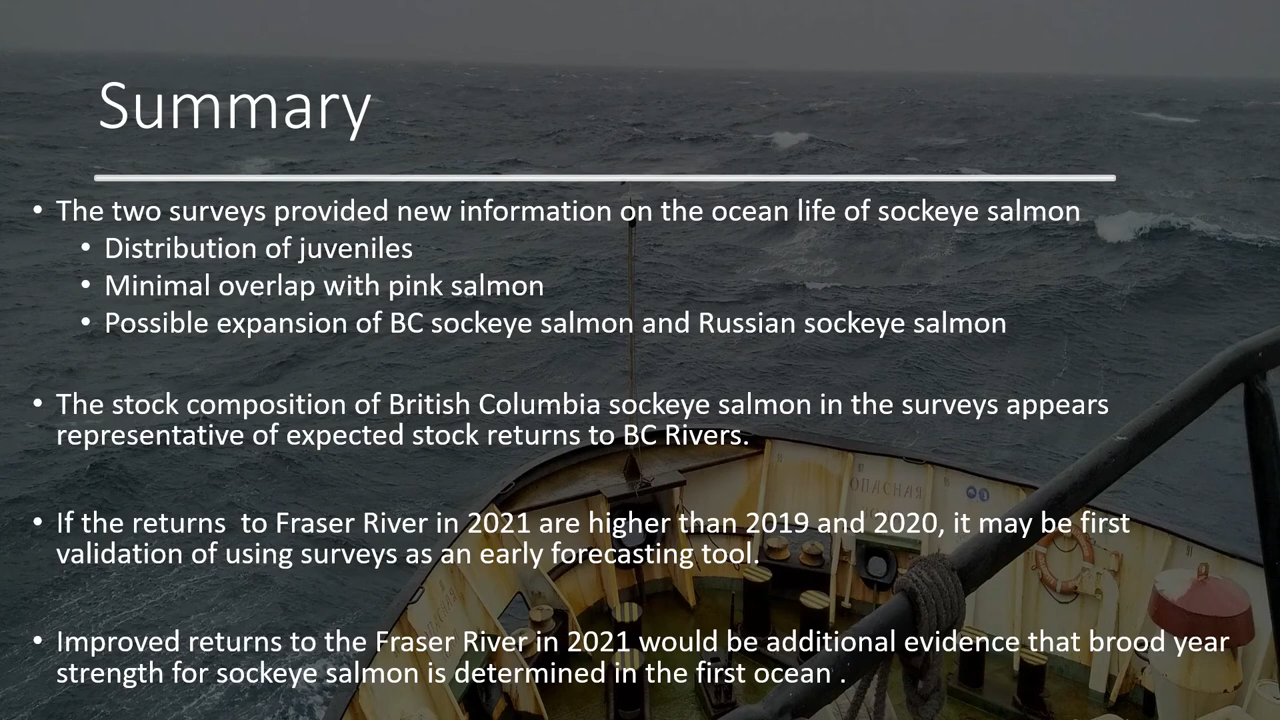 Summary
• The two surveys provided new information on the ocean life of sockeye salmon
• Distribution of juveniles
• Minimal overlap with pink salmon
• Possible expansion of BC sockeye salmon and Russian sockeye salmon
• The stock composition of British Columbia sockeye salmon in the surveys appears
representative of expected stock returns to BC Rivers.
ОПАСНАЯ
• If the returns  to Fraser River in 2021 are higher than 2019 and 2020, it may be first
validation of using surveys as an early forecasting tool.
• Improved returns to the Fraser River in 2021 would be additional evidence that brood year
strength for sockeye salmon is determined in the first ocean .